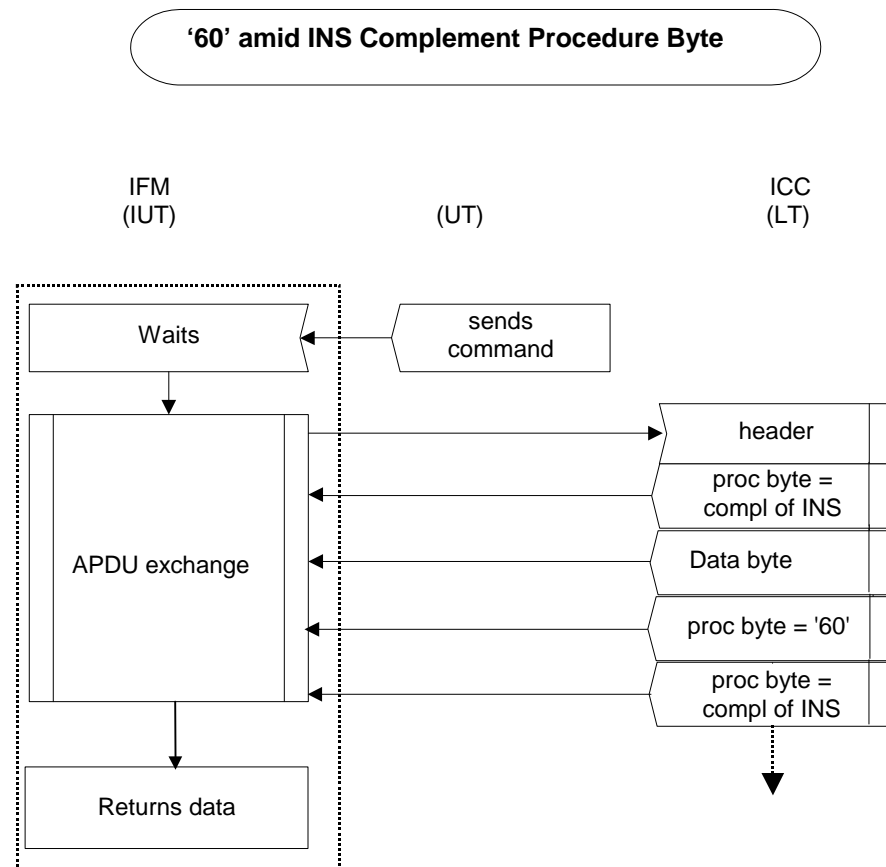 ‘60’ amid INS Complement Procedure Byte
IFM
(IUT)
(UT)
ICC
(LT)
Waits
sends
command
header
proc byte =
compl of INS
APDU exchange
Data byte
proc byte = '60'
proc byte =
compl of INS
Returns data